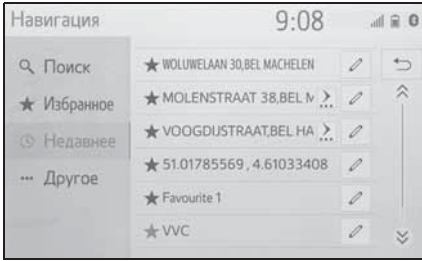 Навигация 9:08
Поиск
Избранное
Недавнее
Другое
WOLUWELAAN 30,BEL MACHELEN
MOLENSTRAAT 38,BEL M
VOOGDIJSTRAAT,BEL HA
51.01785569 , 4.61033408
Favourite 1
VVC